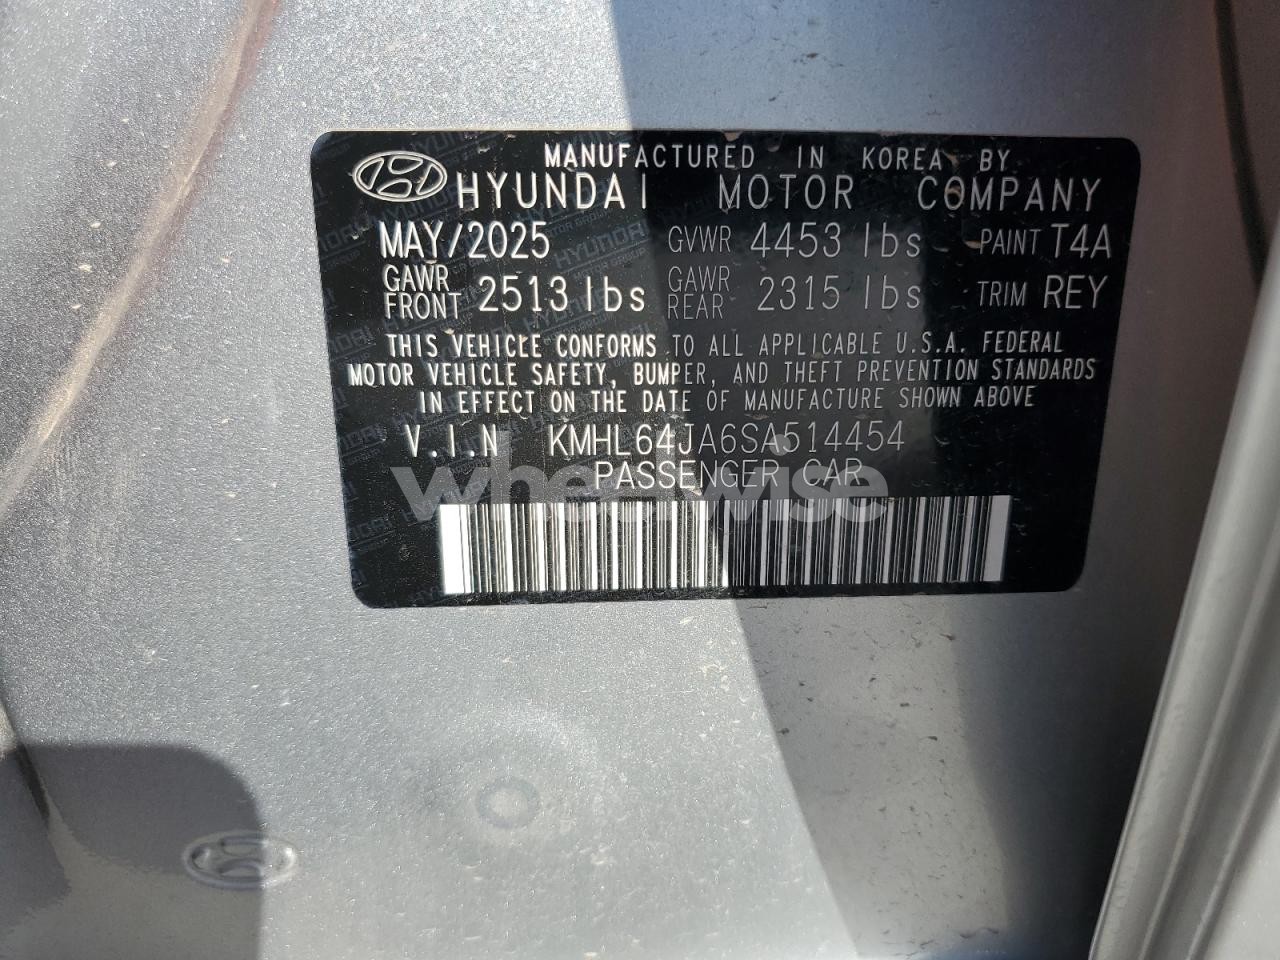 MANUFACTURED IN KOREA BY
HYUNDAI MOTOR COMPANY
MAY/2025 GVWR 4453 lbs PAINT T4A
GAWR FRONT 2513 lbs GAWR REAR 2315 lbs TRIM REY
THIS VEHICLE CONFORMS TO ALL APPLICABLE U.S.A. FEDERAL
MOTOR VEHICLE SAFETY, BUMPER, AND THEFT PREVENTION STANDARDS
IN EFFECT ON THE DATE OF MANUFACTURE SHOWN ABOVE
V.I.N KMHL64JA6SA514454
PASSENGER CAR
wheelwise